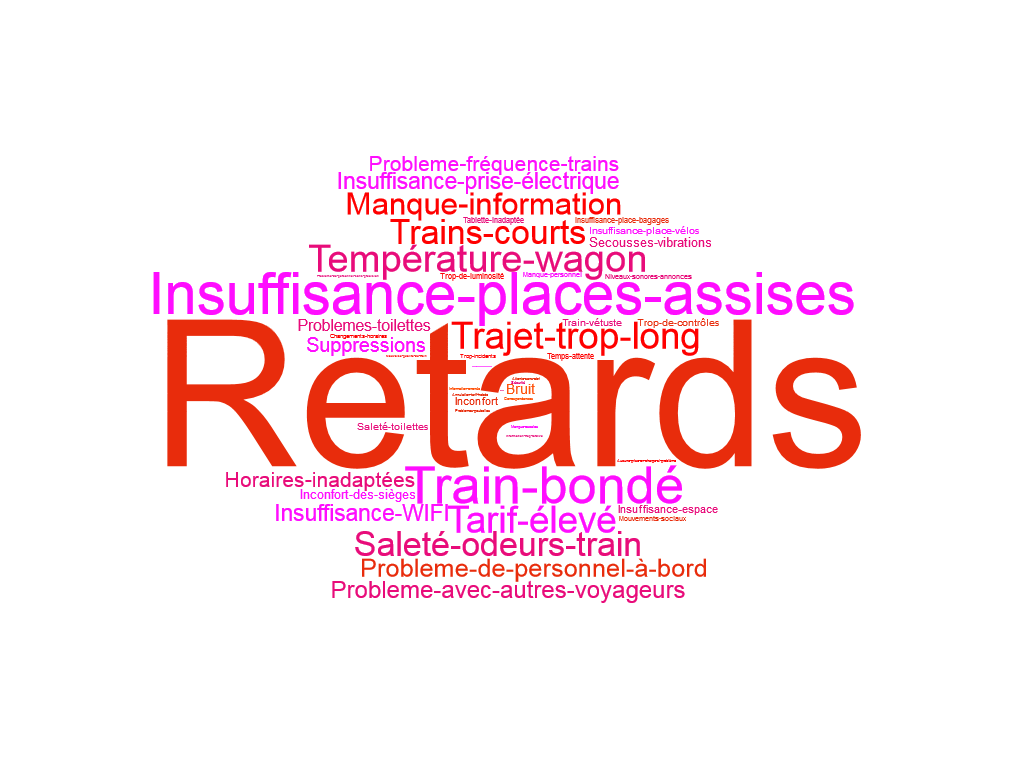 Probleme-fréquence-trains
Insuffisance-prise-électrique
Manque-information
Tablette-inadaptée
Insuffisance-place-bagages
Trains-courts
Insuffisance-place-vélos
Secousses-vibrations
Température-wagon
Trop-de-luminosité
Manque-personnel
Niveaux-sonores-annonces
Insuffisance-places-assises
Problemes-toilettes
Train-vétuste
Trop-de-contrôles
Changements-horaires
Trajet-trop-long
Suppressions
Trop-incidents
Temps-attente
Retards
Bruit
Inconfort
Saleté-toilettes
Horaires-inadaptées
Train-bondé
Inconfort-des-sièges
Insuffisance-WIFI
Tarif-élevé
Insuffisance-espace
Mouvements-sociaux
Saleté-odeurs-train
Probleme-de-personnel-à-bord
Probleme-avec-autres-voyageurs